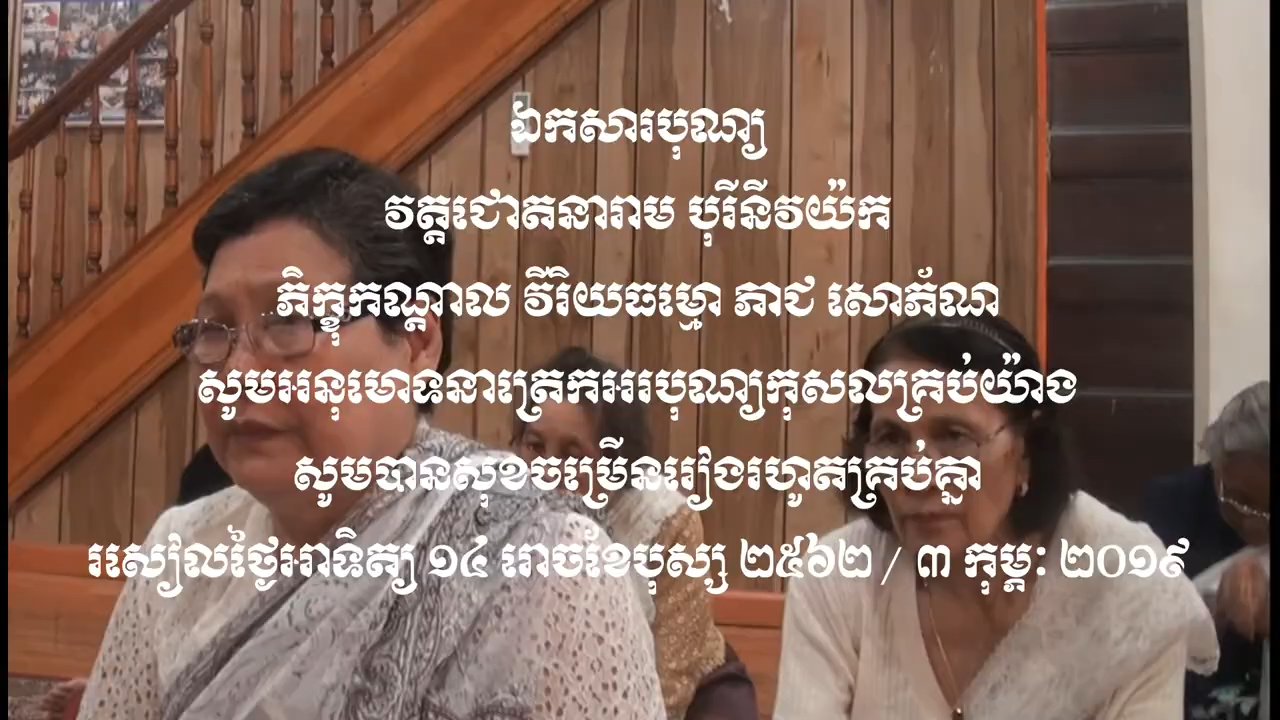 ឯកសារបុណ្យ
វត្តជោតនារាម បុរីនីវយ៉ក
ភិក្ខុកណ្ដាល វីរិយធម្មោ ភាជ សោភ័ណ
សូមអនុមោទនាត្រេកអរបុណ្យកុសលគ្រប់យ៉ាង
សូមបានសុខចម្រើនរៀងរហូតគ្រប់គ្នា
រសៀលថ្ងៃអាទិត្យ ១៤ រោចខែបុស្ស ២៥៦២ / ៣ កុម្ភៈ ២០១៩